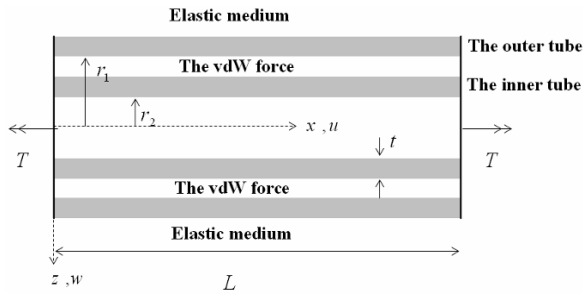 Elastic medium
The outer tube
r1
The vdW force
The inner tube
r2
x ,u
t
T
T
The vdW force
Elastic medium
z ,w
L